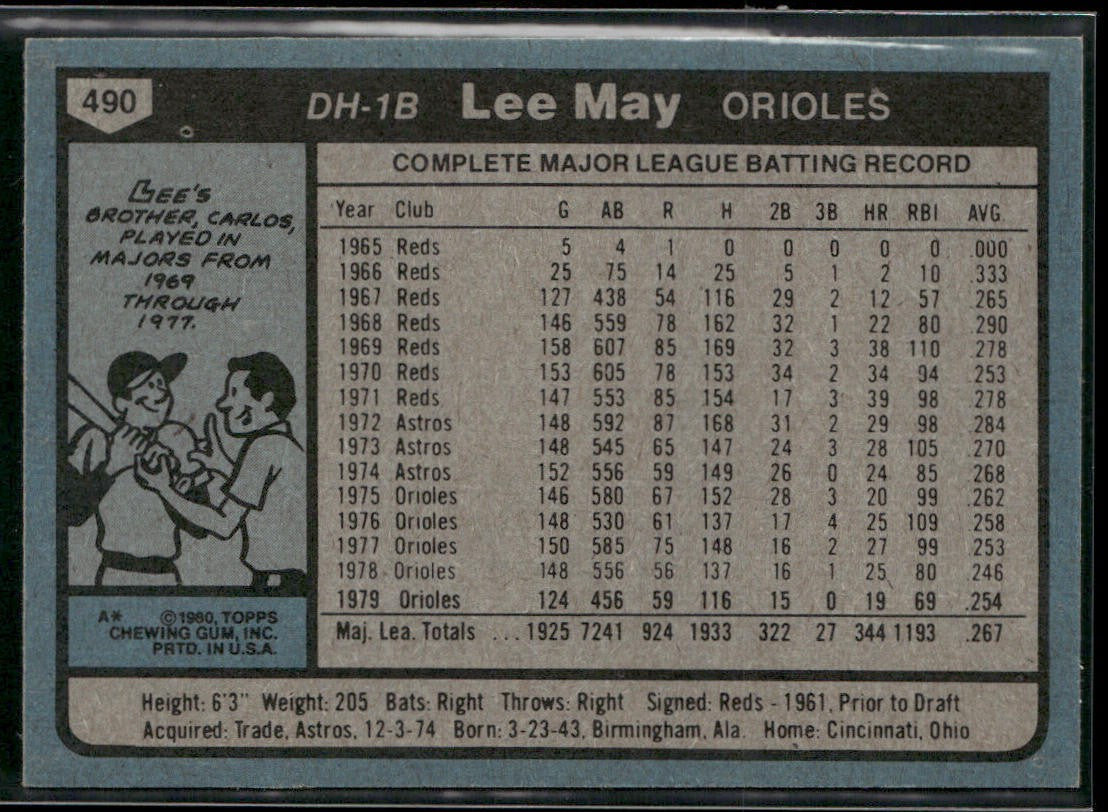 490 DH-1B Lee May ORIOLES
LEE'S
BROTHER, CARLOS,
PLAYED IN
MAJORS FROM
1969
THROUGH
1977.
A* ©1980, TOPPS
CHEWING GUM, INC.
PRTD. IN U.S.A.
COMPLETE MAJOR LEAGUE BATTING RECORD
Year Club G AB R H 2B 3B HR RBI AVG.
1965 Reds 5 4 1 0 0 0 0 0 .000
1966 Reds 25 75 14 25 5 1 2 10 .333
1967 Reds 127 438 54 116 29 2 12 57 .265
1968 Reds 146 559 78 162 32 1 22 80 .290
1969 Reds 158 607 85 169 32 3 38 110 .278
1970 Reds 153 605 78 153 34 2 34 94 .253
1971 Reds 147 553 85 154 17 3 39 98 .278
1972 Astros 148 592 87 168 31 2 29 98 .284
1973 Astros 148 545 65 147 24 3 28 105 .270
1974 Astros 152 556 59 149 26 0 24 85 .268
1975 Orioles 146 580 67 152 28 3 20 99 .262
1976 Orioles 148 530 61 137 17 4 25 109 .258
1977 Orioles 150 585 75 148 16 2 27 99 .253
1978 Orioles 148 556 56 137 16 1 25 80 .246
1979 Orioles 124 456 59 116 15 0 19 69 .254
Maj. Lea. Totals ... 1925 7241 924 1933 322 27 344 1193 .267
Height: 6'3" Weight: 205 Bats: Right Throws: Right Signed: Reds - 1961, Prior to Draft
Acquired: Trade, Astros, 12-3-74 Born: 3-23-43, Birmingham, Ala. Home: Cincinnati, Ohio